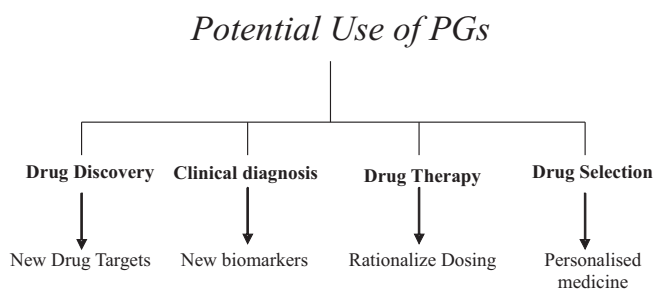 Potential Use of PGs
Drug Discovery Clinical diagnosis Drug Therapy Drug Selection
New Drug Targets New biomarkers Rationalize Dosing Personalised
medicine